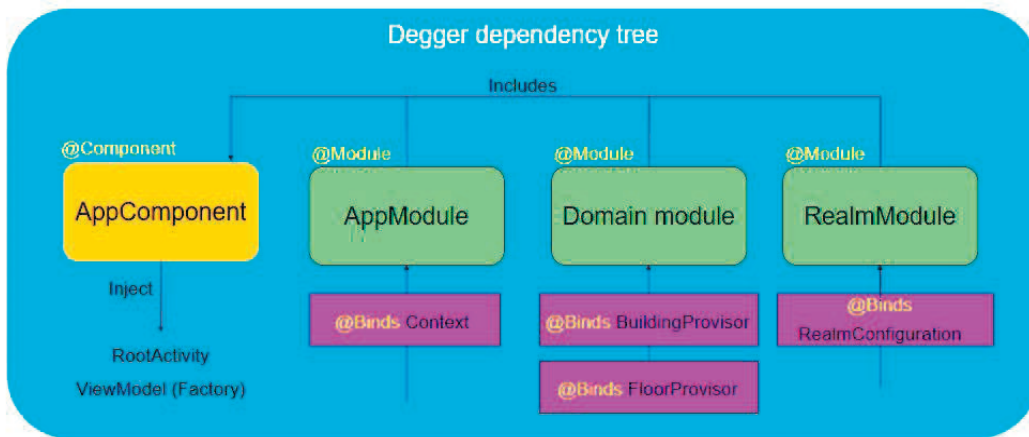 Degger dependency tree
Includes
@Component
@Module
@Module
@Module
AppComponent
AppModule
Domain module
RealmModule
Inject
@Binds Context
@Binds BuildingProvisor
@Binds
RealmConfiguration
RootActivity
ViewModel (Factory)
@Binds FloorProvisor